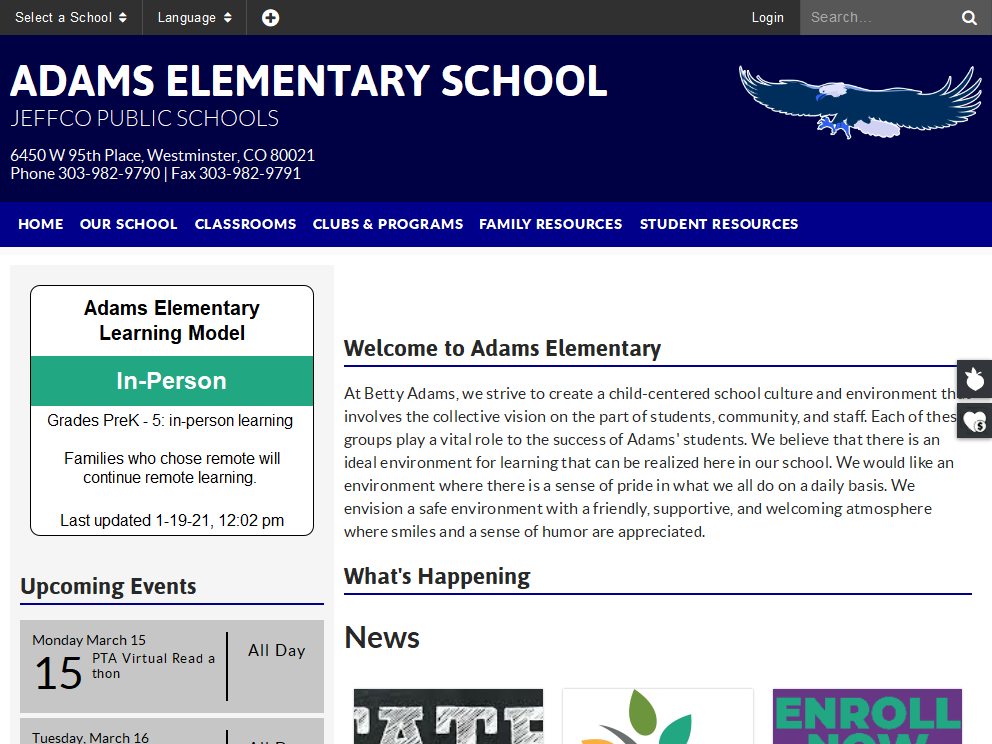 Select a School
Language
Login
Search...
ADAMS ELEMENTARY SCHOOL
JEFFCO PUBLIC SCHOOLS
6450 W 95th Place, Westminster, CO 80021
Phone 303-982-9790 | Fax 303-982-9791
HOME OUR SCHOOL CLASSROOMS CLUBS & PROGRAMS FAMILY RESOURCES STUDENT RESOURCES
Adams Elementary
Learning Model
In-Person
Grades PreK - 5: in-person learning
Families who chose remote will
continue remote learning.
Last updated 1-19-21, 12:02 pm
Upcoming Events
Monday March 15
15
PTA Virtual Read a
thon
All Day
Tuesday, March 16
Welcome to Adams Elementary
At Betty Adams, we strive to create a child-centered school culture and environment
involves the collective vision on the part of students, community, and staff. Each of
groups play a vital role to the success of Adams' students. We believe that there is an
ideal environment for learning that can be realized here in our school. We would like an
environment where there is a sense of pride in what we all do on a daily basis. We
envision a safe environment with a friendly, supportive, and welcoming atmosphere
where smiles and a sense of humor are appreciated.
What's Happening
News
ENROLL
NOW